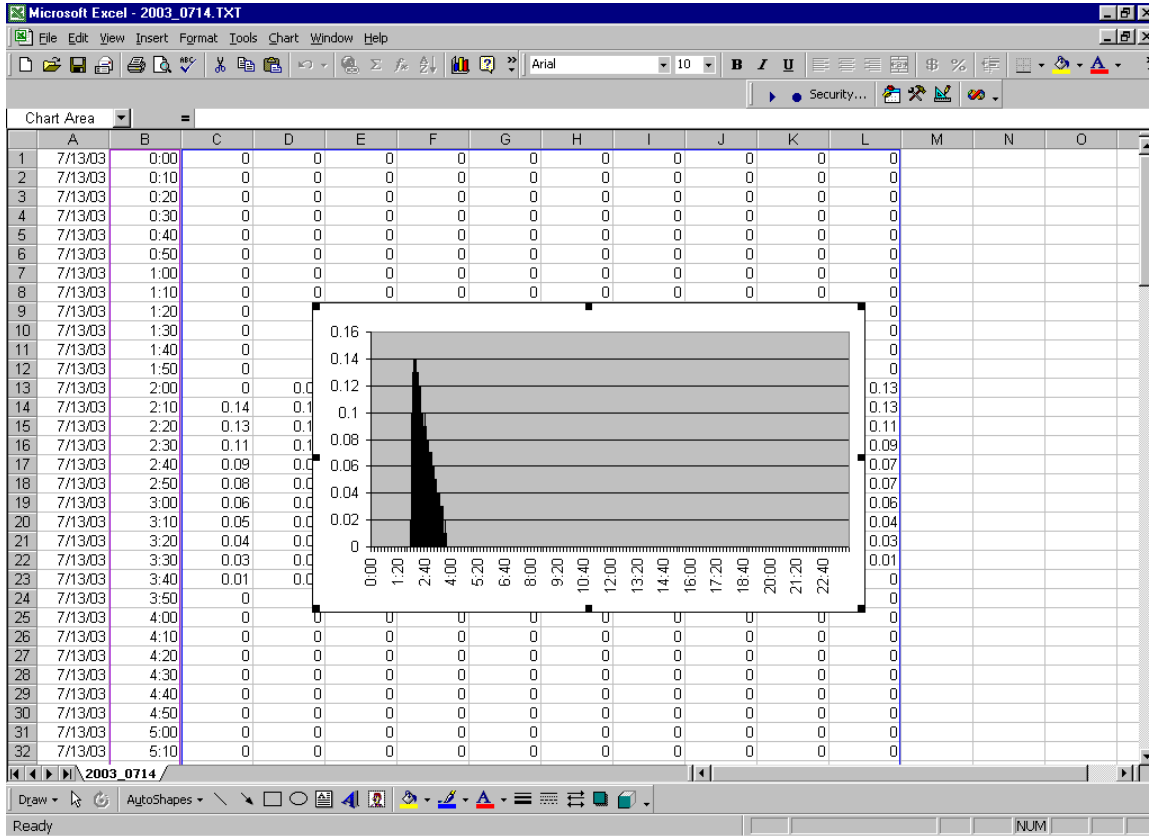 Microsoft Excel - 2003_0714.TXT
File Edit View Insert Format Tools Chart Window Help
Arial 10 B I U $ %
Security...
Chart Area =
A B C D E F G H I J K L M N O
1 7/13/03 0:00 0 0 0 0 0 0 0 0 0 0
2 7/13/03 0:10 0 0 0 0 0 0 0 0 0 0
3 7/13/03 0:20 0 0 0 0 0 0 0 0 0 0
4 7/13/03 0:30 0 0 0 0 0 0 0 0 0 0
5 7/13/03 0:40 0 0 0 0 0 0 0 0 0 0
6 7/13/03 0:50 0 0 0 0 0 0 0 0 0 0
7 7/13/03 1:00 0 0 0 0 0 0 0 0 0 0
8 7/13/03 1:10 0 0 0 0 0 0 0 0 0 0
9 7/13/03 1:20 0 0
10 7/13/03 1:30 0 0
11 7/13/03 1:40 0 0
12 7/13/03 1:50 0 0
13 7/13/03 2:00 0 0.0 0.13
14 7/13/03 2:10 0.14 0.1 0.13
15 7/13/03 2:20 0.13 0.1 0.11
16 7/13/03 2:30 0.11 0.1 0.09
17 7/13/03 2:40 0.09 0.0 0.07
18 7/13/03 2:50 0.08 0.0 0.07
19 7/13/03 3:00 0.06 0.0 0.06
20 7/13/03 3:10 0.05 0.0 0.04
21 7/13/03 3:20 0.04 0.0 0.03
22 7/13/03 3:30 0.03 0.0 0.01
23 7/13/03 3:40 0.01 0.0 0
24 7/13/03 3:50 0 0
0.16
0.14
0.12
0.1
0.08
0.06
0.04
0.02
0
0:00 1:20 2:40 4:00 5:20 6:40 8:00 9:20 10:40 12:00 13:20 14:40 16:00 17:20 18:40 20:00 21:20 22:40
25 7/13/03 4:00 0 0 0 0 0 0 0 0 0 0
26 7/13/03 4:10 0 0 0 0 0 0 0 0 0 0
27 7/13/03 4:20 0 0 0 0 0 0 0 0 0 0
28 7/13/03 4:30 0 0 0 0 0 0 0 0 0 0
29 7/13/03 4:40 0 0 0 0 0 0 0 0 0 0
30 7/13/03 4:50 0 0 0 0 0 0 0 0 0 0
31 7/13/03 5:00 0 0 0 0 0 0 0 0 0 0
32 7/13/03 5:10 0 0 0 0 0 0 0 0 0 0
2003_0714
Draw AutoShapes
Ready NUM